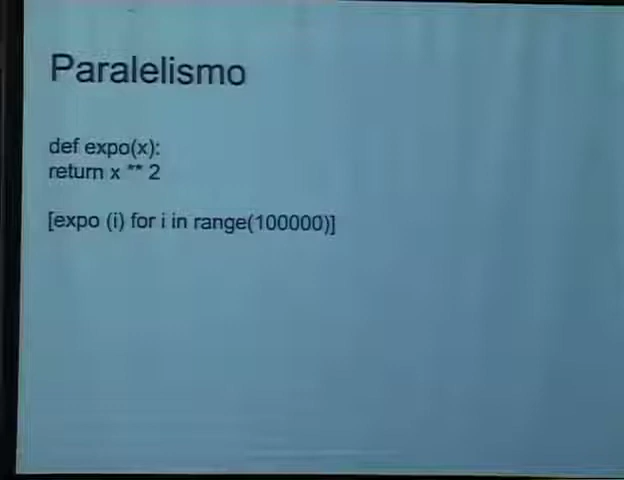 Paralelismo
def expo(x):
return x ** 2
[expo (i) for i in range(100000)]